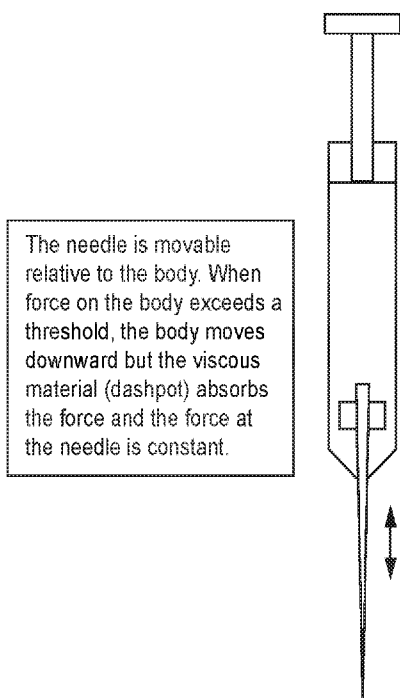 The needle is movable
relative to the body. When
force on the body exceeds a
threshold, the body moves
downward but the viscous
material (dashpot) absorbs
the force and the force at
the needle is constant.